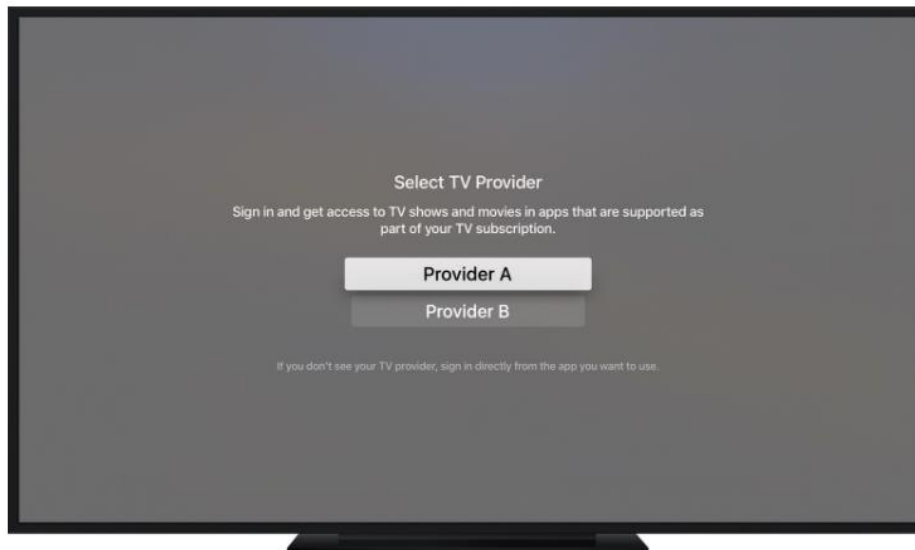 Select TV Provider
Sign in and get access to TV shows and movies in apps that are supported as
part of your TV subscription.
Provider A
Provider B
If you don't see your TV provider, sign in directly from the app you want to use.